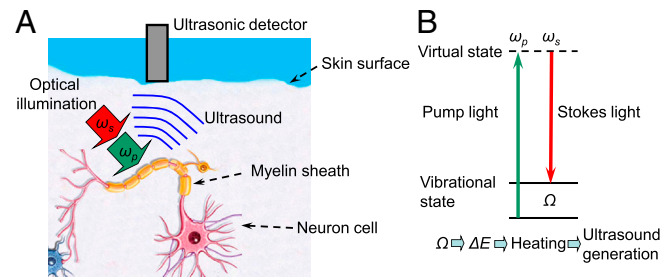 A
Ultrasonic detector
Skin surface
Optical
illumination
ωs
ωp
Ultrasound
Myelin sheath
Neuron cell
B
ωp ωs
Virtual state
Pump light
Stokes light
Vibrational
state
Ω
Ω ΔE Heating Ultrasound
generation